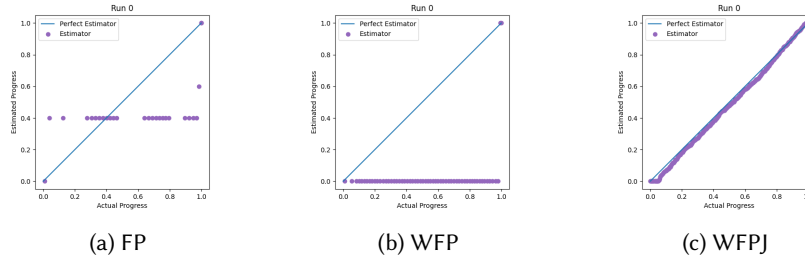 Run 0
Perfect Estimator
Estimator
Estimated Progress
1.0
0.8
0.6
0.4
0.2
0.0
0.0 0.2 0.4 0.6 0.8 1.0
Actual Progress
(a) FP
Run 0
Perfect Estimator
Estimator
Estimated Progress
1.0
0.8
0.6
0.4
0.2
0.0
0.0 0.2 0.4 0.6 0.8 1.0
Actual Progress
(b) WFP
Run 0
Perfect Estimator
Estimator
Estimated Progress
1.0
0.8
0.6
0.4
0.2
0.0
0.0 0.2 0.4 0.6 0.8 1.0
Actual Progress
(c) WFPJ